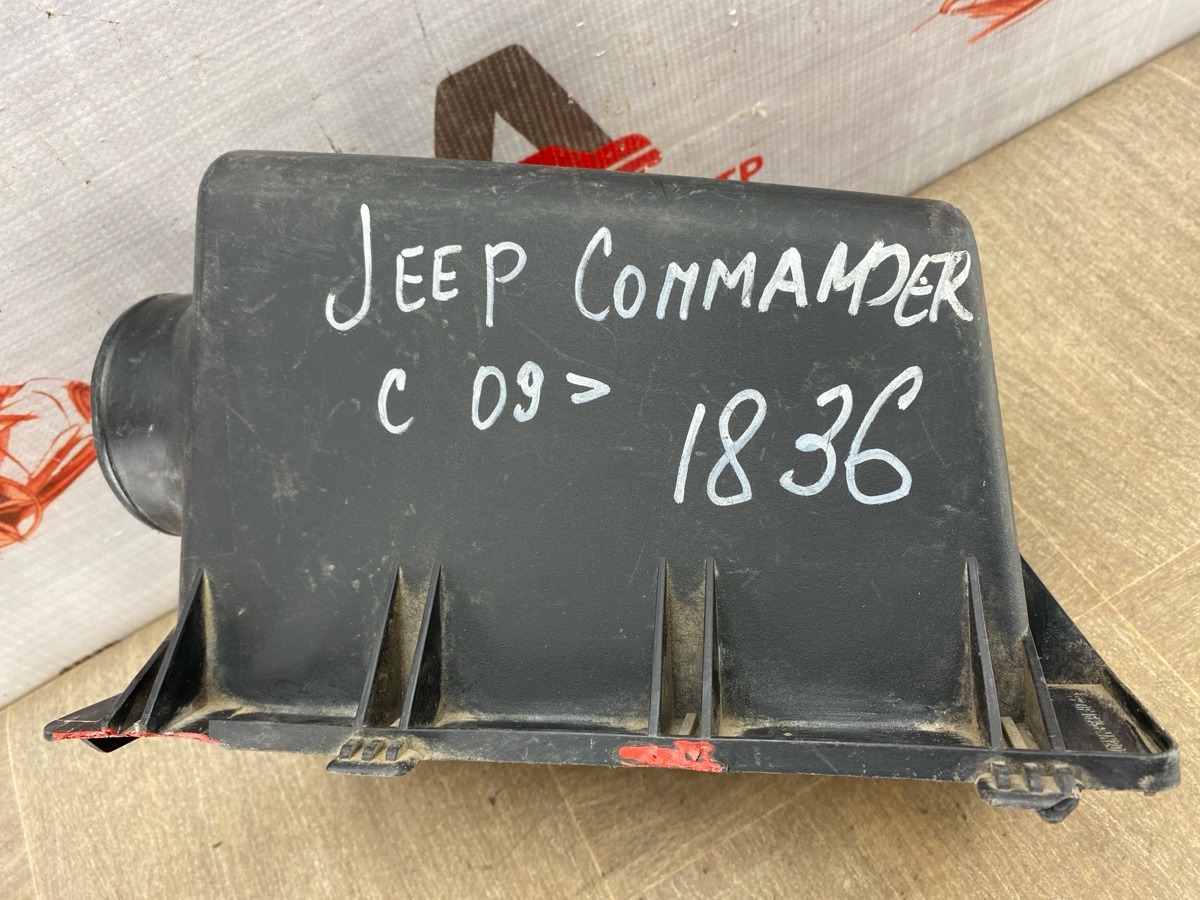 JEEP COMMANDER
С 09 >
1836